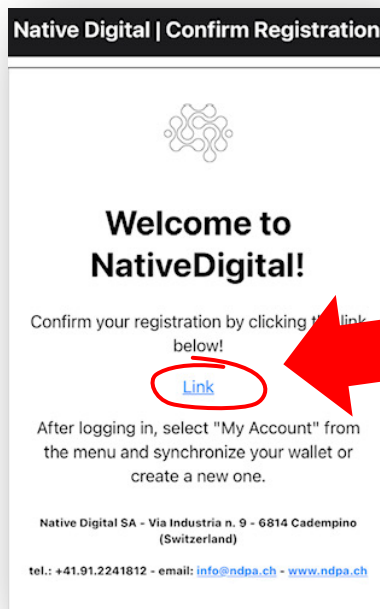 Native Digital | Confirm Registration
Welcome to
NativeDigital!
Confirm your registration by clicking the link
below!
Link
After logging in, select "My Account" from
the menu and synchronize your wallet or
create a new one.
Native Digital SA - Via Industria n. 9 - 6814 Cadempino
(Switzerland)
tel.: +41.91.2241812 - email: info@ndpa.ch - www.ndpa.ch